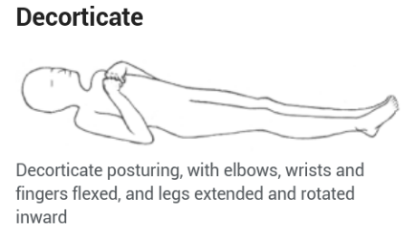 Decorticate
Decorticate posturing, with elbows, wrists and
fingers flexed, and legs extended and rotated
inward